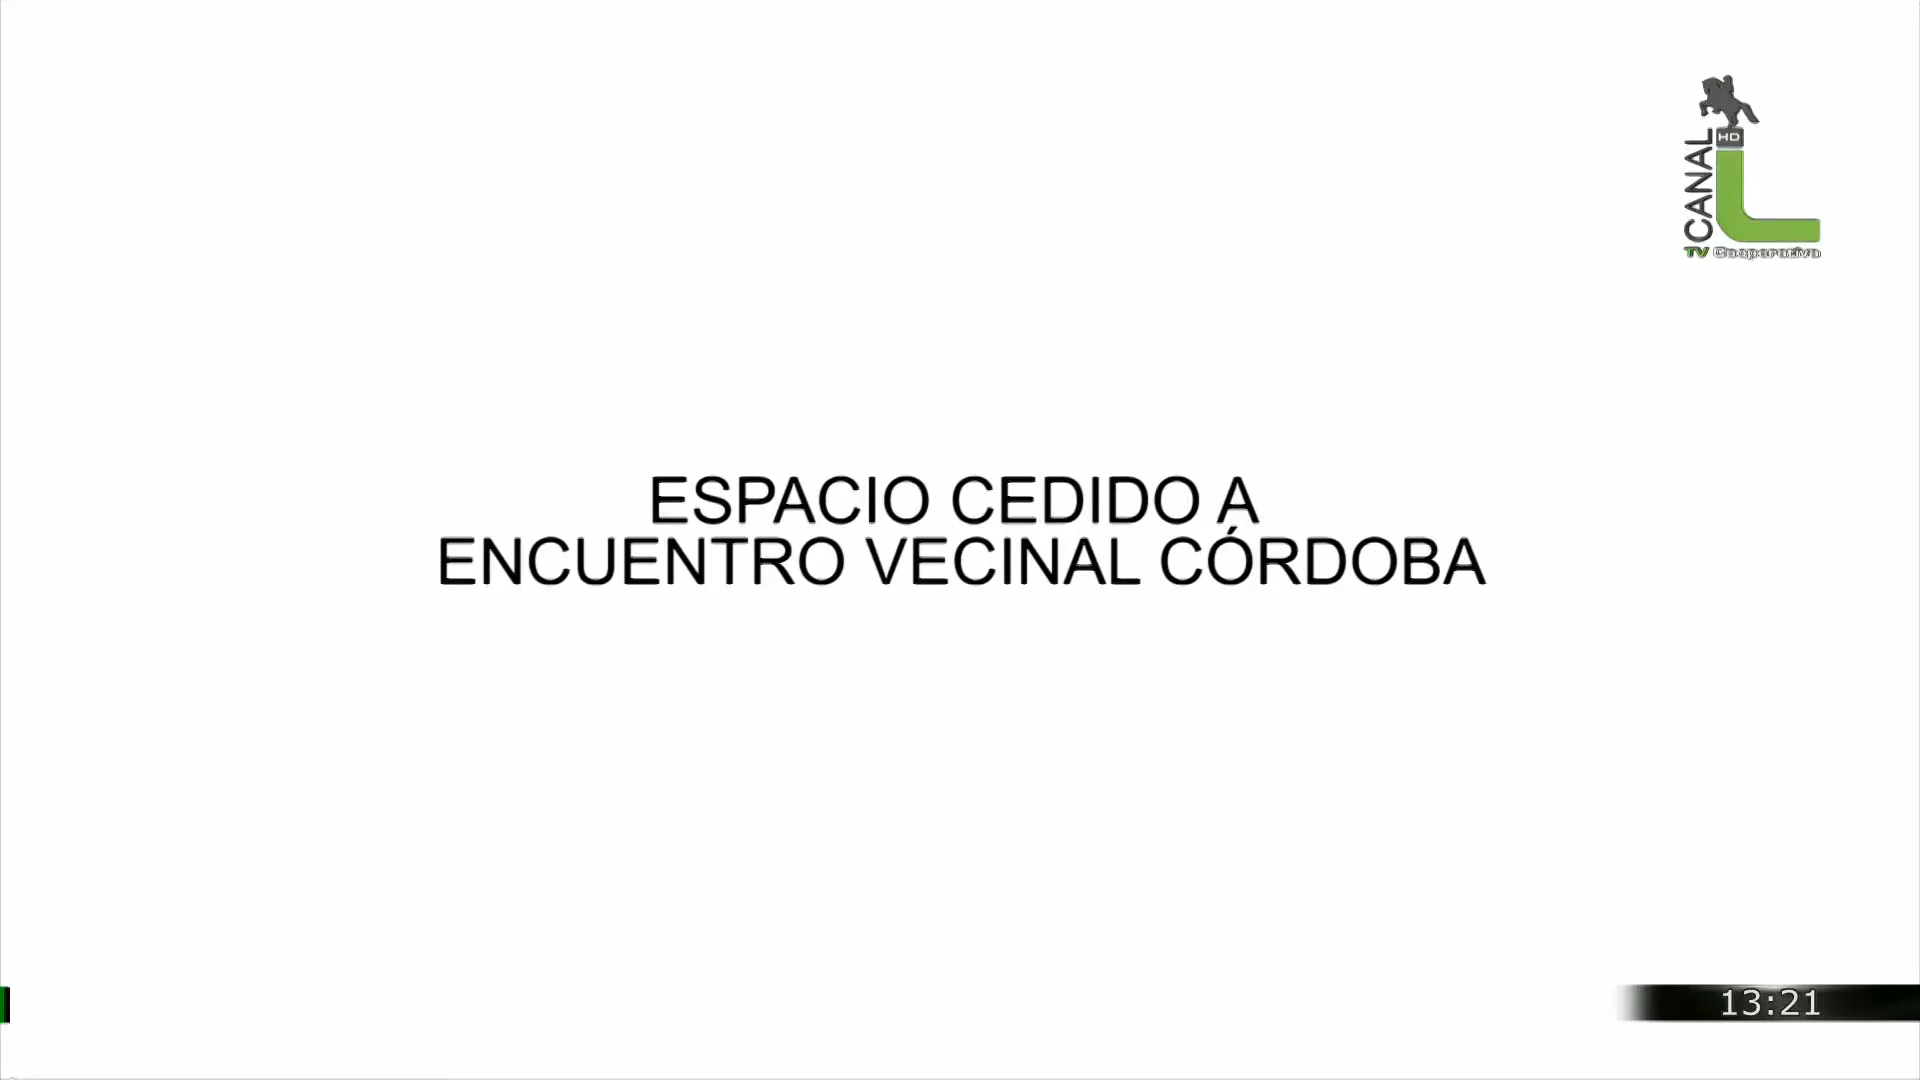 HD
CANAL
TV Cooperativo
ESPACIO CEDIDO A
ENCUENTRO VECINAL CÓRDOBA
13:21